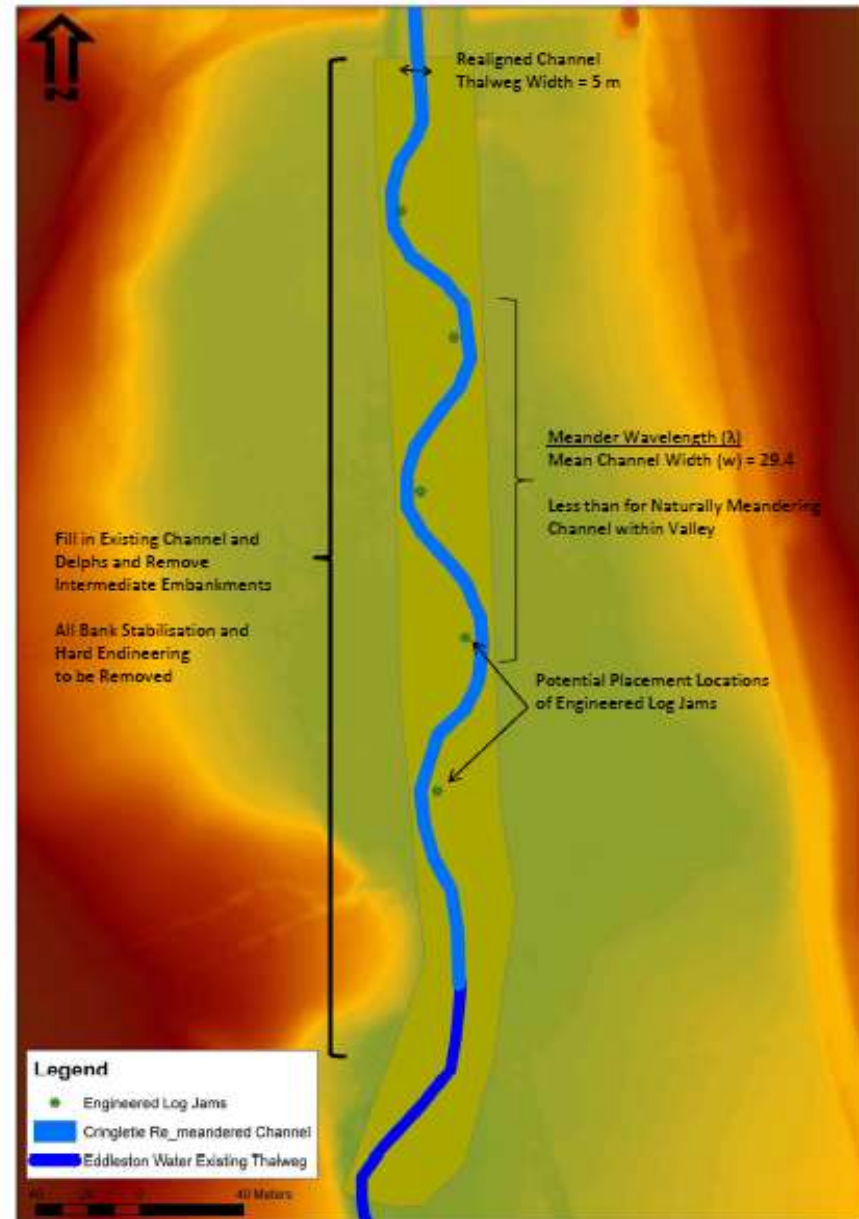 N
Realigned Channel
Thalweg Width = 5 m
Meander Wavelength (λ)
Mean Channel Width (w) = 29.4
Less than for Naturally Meandering
Channel within Valley
Fill in Existing Channel and
Delphs and Remove
Intermediate Embankments
All Bank Stabilisation and
Hard Endineering
to be Removed
Potential Placement Locations
of Engineered Log Jams
Legend
Engineered Log Jams
Cringletie Re_meandered Channel
Eddleston Water Existing Thalweg
40 20 0 40 Meters